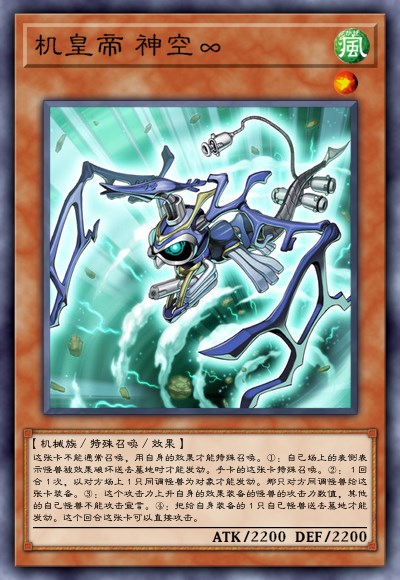 机皇帝 神空∞
風
【机械族／特殊召唤／效果】
这张卡不能通常召唤，用自身的效果才能特殊召唤。①：自己场上的表侧表
示怪兽被效果破坏送去墓地时才能发动。手卡的这张卡特殊召唤。②：1回
合1次，以对方场上1只同调怪兽为对象才能发动。那只对方同调怪兽给这
张卡装备。③：这个攻击力上升自身的效果装备的怪兽的攻击力数值，其他
的自己怪兽不能攻击宣言。④：把给自身装备的1只自己怪兽送去墓地才能
发动。这个回合这张卡可以直接攻击。
ATK/2200 DEF/2200